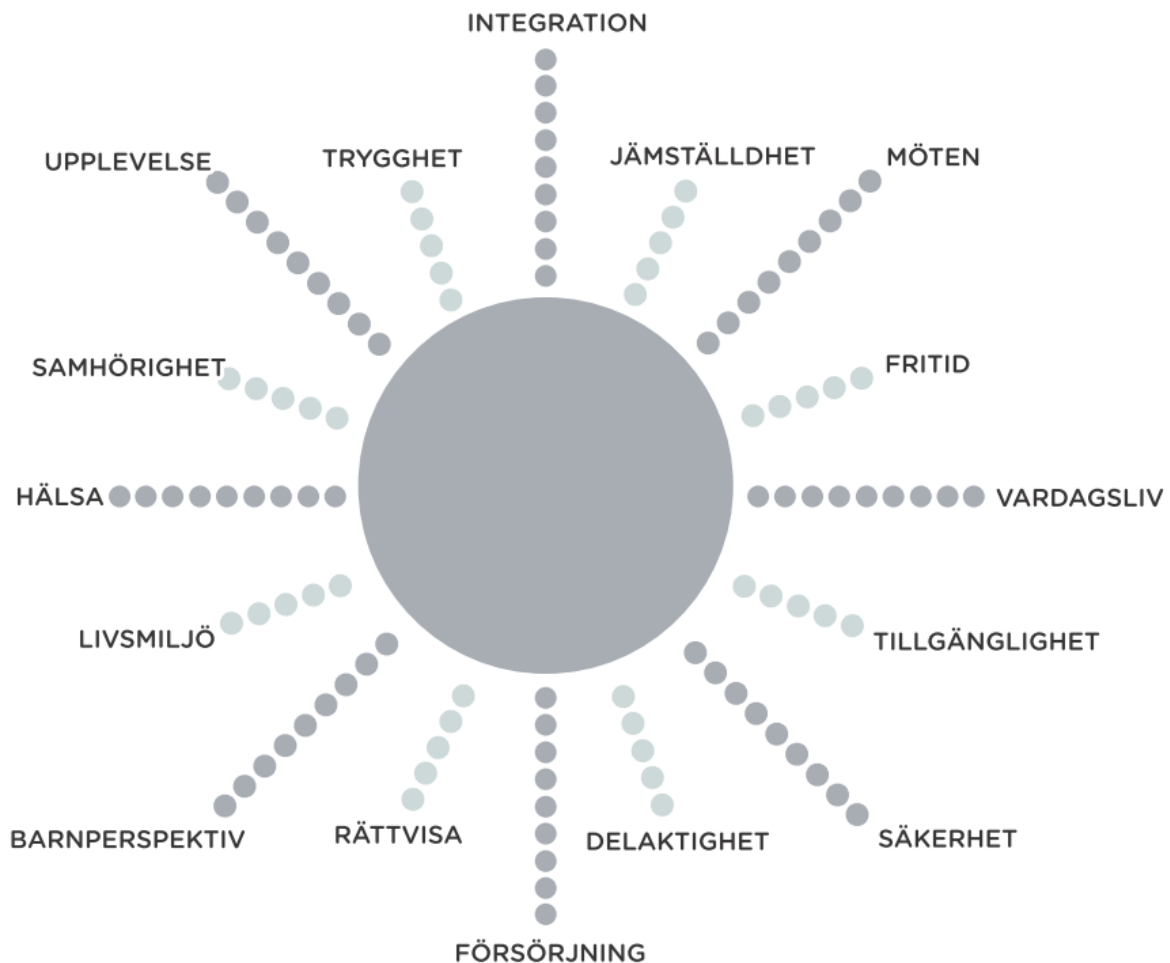 INTEGRATION
UPPLEVELSE
TRYGGHET
JÄMSTÄLLDHET
MÖTEN
SAMHÖRIGHET
FRITID
HÄLSA
VARDAGSLIV
LIVSMILJÖ
TILLGÄNGLIGHET
BARNPERSPEKTIV
RÄTTVISA
DELAKTIGHET
SÄKERHET
FÖRSÖRJNING